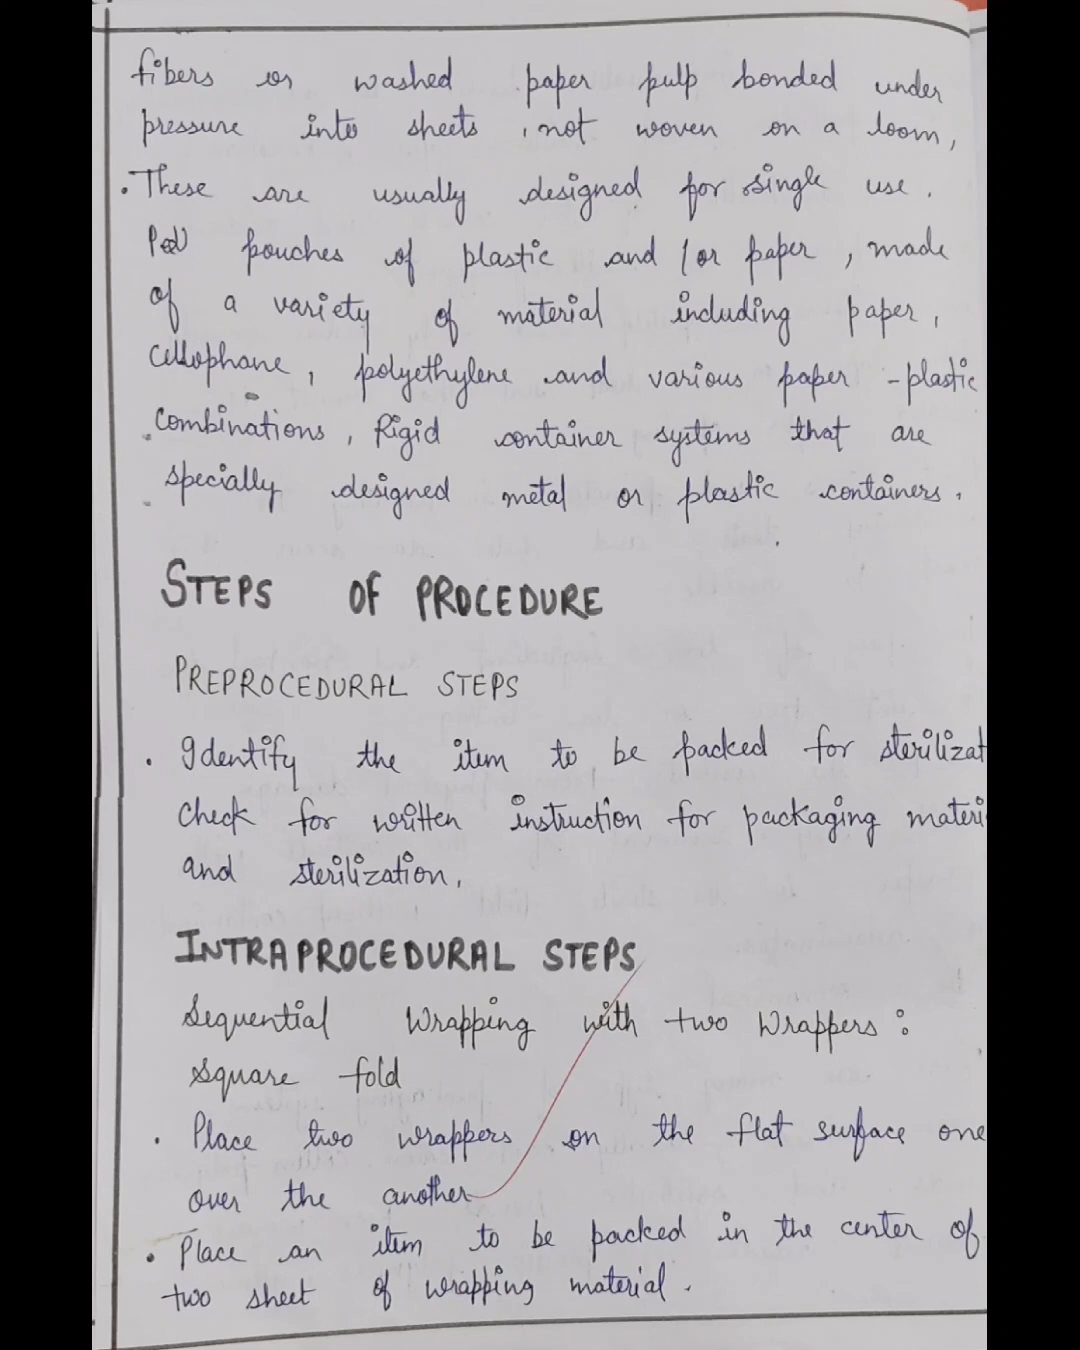 fibers or washed paper pulp bonded under
pressure into sheets , not woven on a loom,
. These are usually designed for single use .
Peel pouches of plastic and / or paper , made
of a variety of material including paper ,
cellophane , polyethylene and various paper - plastic
combinations , Rigid container systems that are
specially designed metal or plastic containers .
STEPS OF PROCEDURE
PREPROCEDURAL STEPS
. Identify the item to be packed for sterilizat
check for written instruction for packaging materi
and sterilization .
INTRAPROCEDURAL STEPS
Sequential Wrapping with two Wrappers :
Square fold
. Place two wrappers on the flat surface one
over the another
. Place an item to be packed in the center of
two sheet of wrapping material .